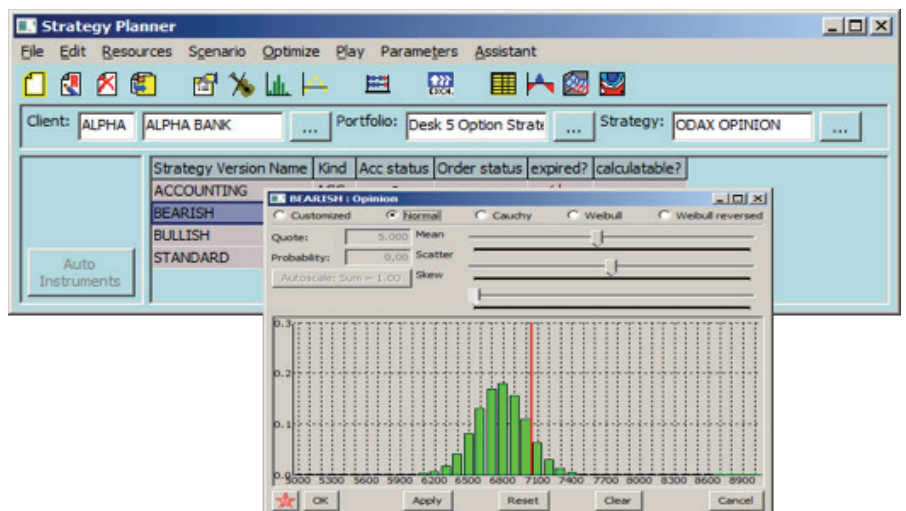 Strategy Planner
File Edit Resources Scenario Optimize Play Parameters Assistant
EXCEL
Client: ALPHA ALPHA BANK ... Portfolio: Desk 5 Option Strate ... Strategy: ODAX OPINION ...
Strategy Version Name Kind Acc status Order status expired? calculatable?
ACCOUNTING
BEARISH
BULLISH
STANDARD
Auto
Instruments
BEARISH : Opinion
Customized Normal Cauchy Weibull Weibull reversed
Quote: 5.000 Mean
Probability: 0,00 Scatter
Autoscale: Sum = 1.00 Skew
0.3
0.2
0.1
0.0
5000 5300 5600 5900 6200 6500 6800 7100 7400 7700 8000 8300 8600 8900
OK Apply Reset Clear Cancel